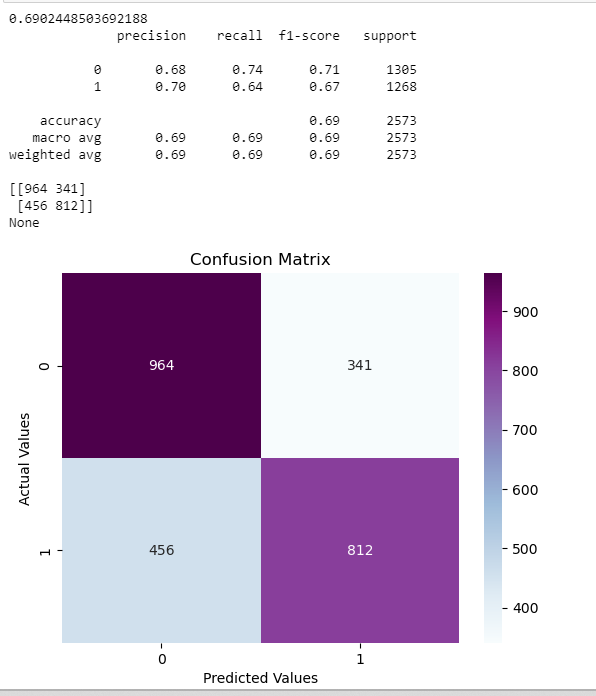 0.6902448503692188
precision recall f1-score support
0 0.68 0.74 0.71 1305
1 0.70 0.64 0.67 1268
accuracy 0.69 2573
macro avg 0.69 0.69 0.69 2573
weighted avg 0.69 0.69 0.69 2573
[[964 341]
[456 812]]
None
Confusion Matrix
Actual Values
0
964 341
1
456 812
0 1
Predicted Values
900
800
700
600
500
400